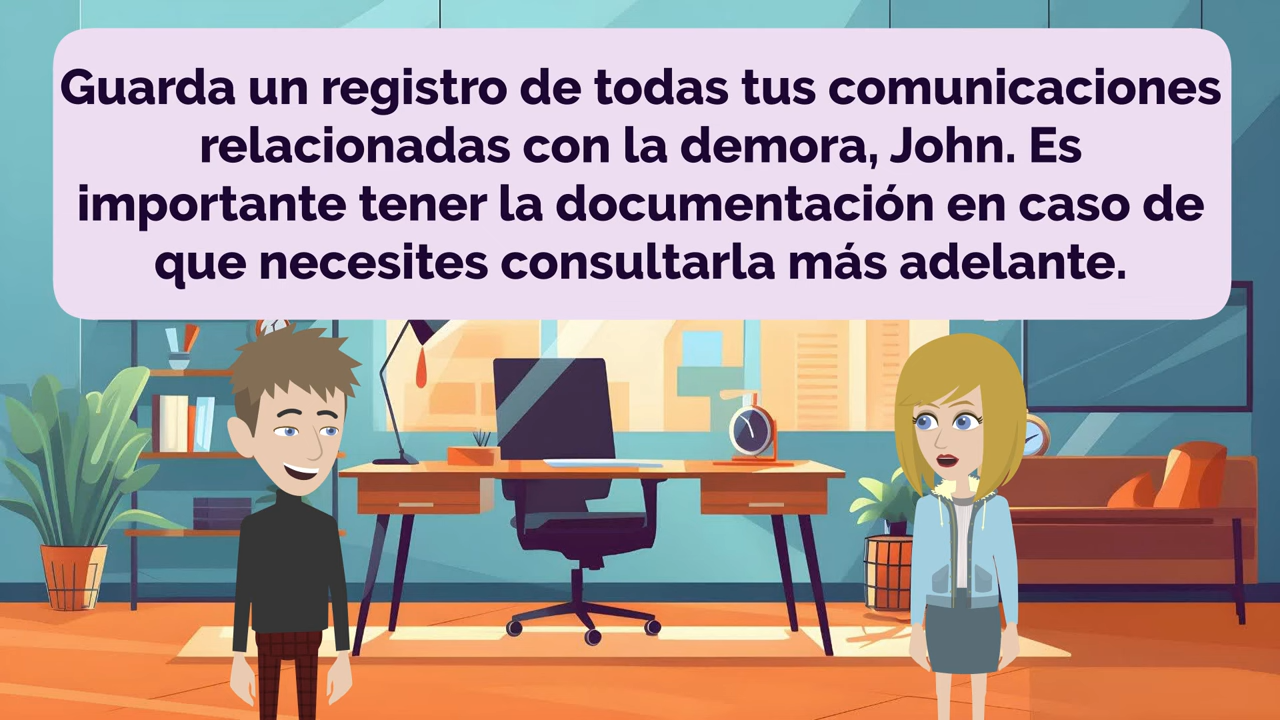 Guarda un registro de todas tus comunicaciones
relacionadas con la demora, John. Es
importante tener la documentación en caso de
que necesites consultarla más adelante.